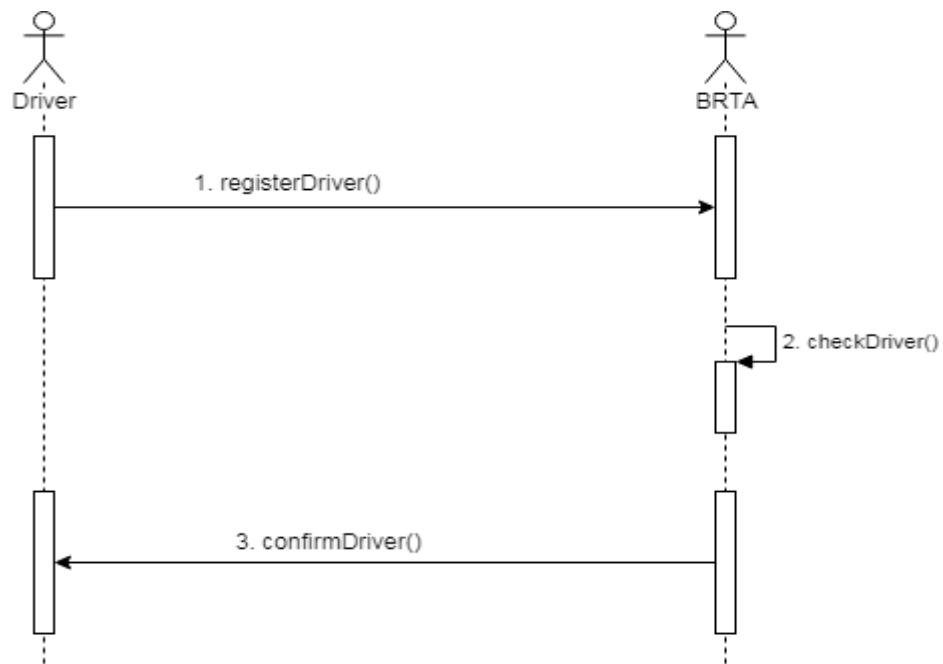 Driver
BRTA
1. registerDriver()
2. checkDriver()
3. confirmDriver()